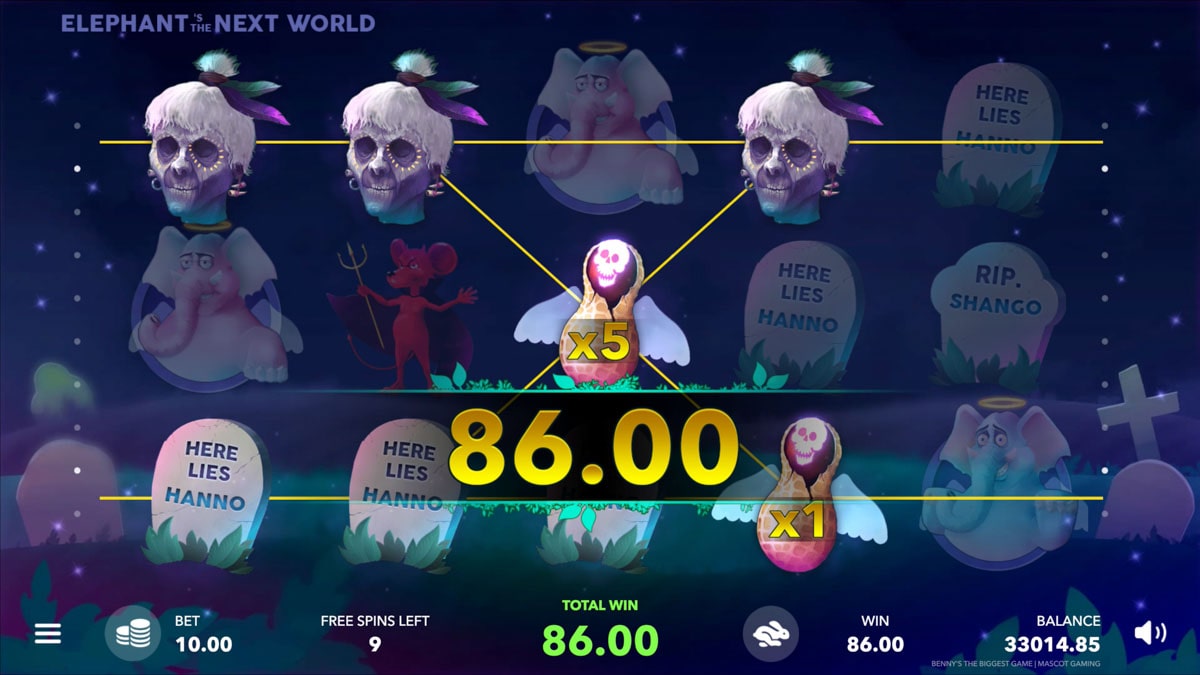 ELEPHANT'S THE NEXT WORLD
HERE
LIES
HANNO
HERE
LIES
HANNO
RIP.
SHANGO
x5
HERE
LIES
HANNO
HERE
LIES
HANNO
86.00
x1
BET
10.00
FREE SPINS LEFT
9
TOTAL WIN
86.00
WIN
86.00
BALANCE
33014.85
BENNY'S THE BIGGEST GAME | MASCOT GAMING